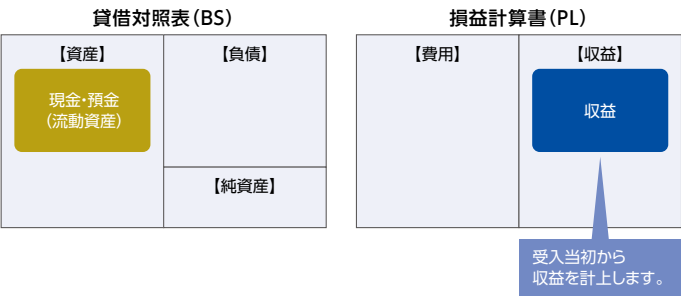 貸借対照表（BS）
【資産】
【負債】
現金・預金
（流動資産）
【純資産】
損益計算書（PL）
【費用】
【収益】
収益
受入当初から
収益を計上します。